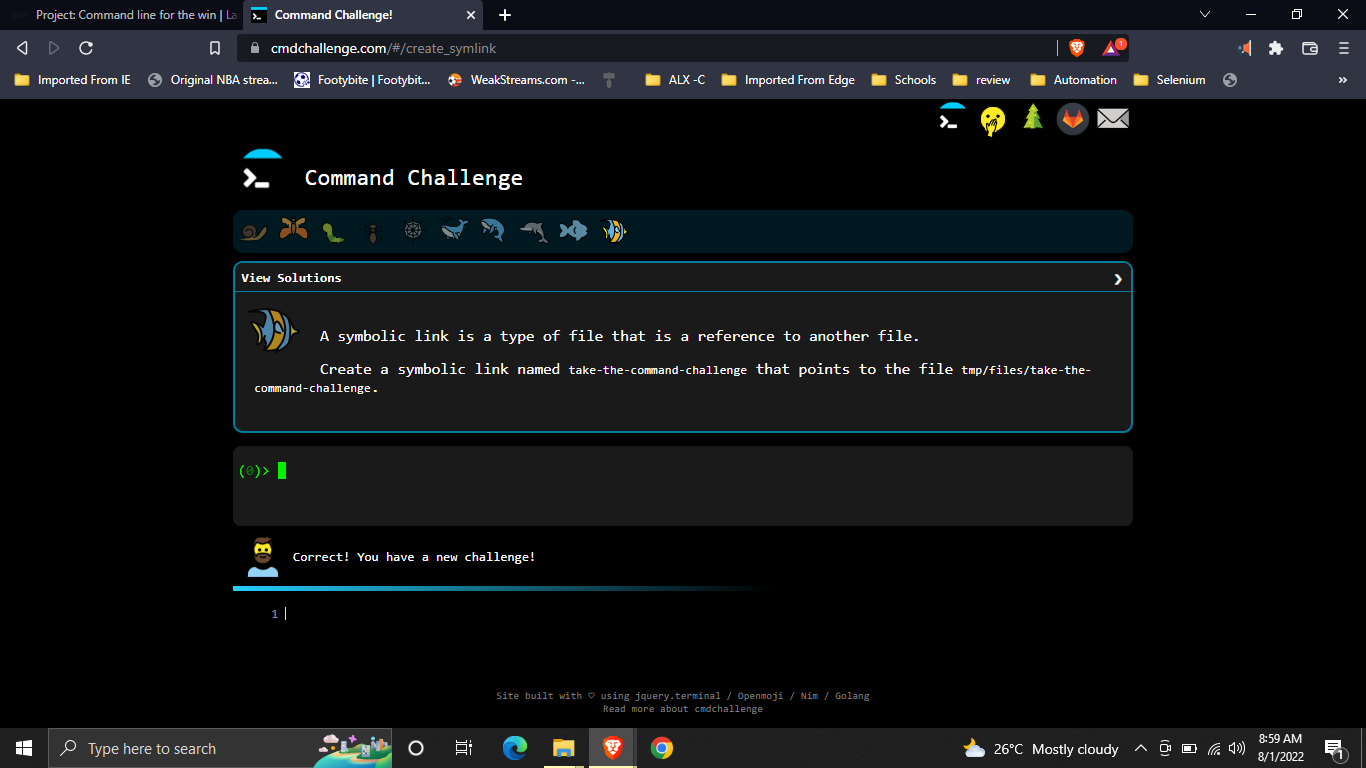 Project: Command line for the win | La
Command Challenge!
cmdchallenge.com/#/create_symlink
1
Imported From IE
Original NBA strea...
Footybite | Footybit...
WeakStreams.com -...
ALX -C
Imported From Edge
Schools
review
Automation
Selenium
»
Command Challenge
View Solutions
A symbolic link is a type of file that is a reference to another file.
Create a symbolic link named take-the-command-challenge that points to the file tmp/files/take-the-
command-challenge.
(0)>
Correct! You have a new challenge!
1
Site built with ♡ using jquery.terminal / Openmoji / Nim / Golang
Read more about cmdchallenge
Type here to search
26°C Mostly cloudy
8:59 AM
8/1/2022
1